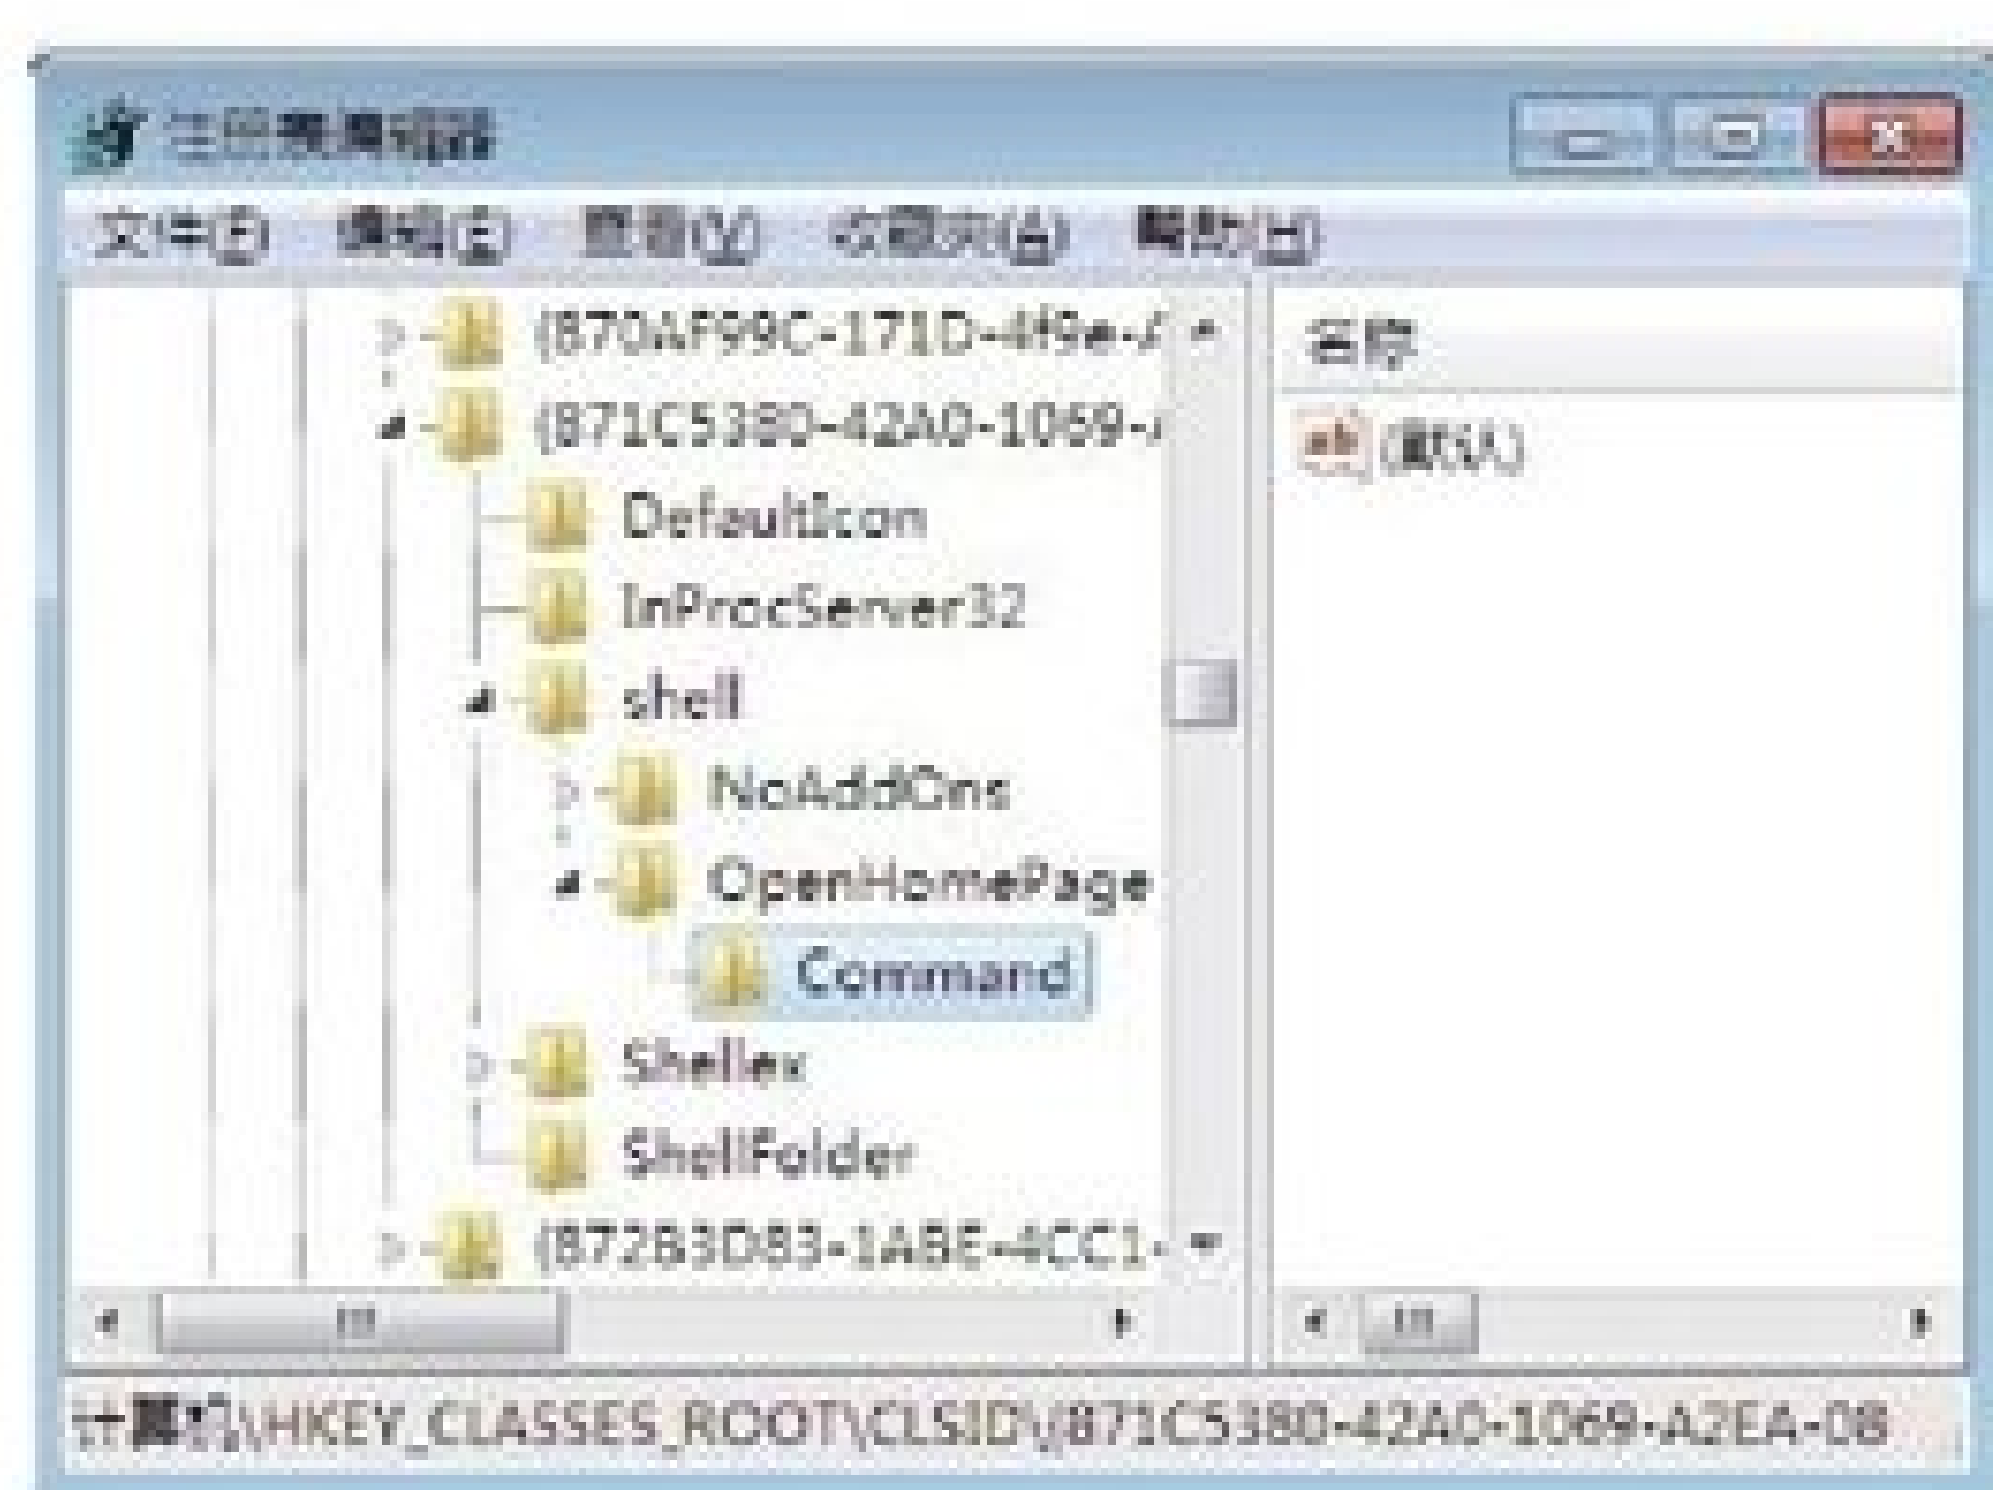 注册表编辑器
文件(F) 编辑(E) 查看(V) 收藏夹(A) 帮助(H)
{870AF99C-171D-4f9e-A
{871C5380-42A0-1069-A
DefaultIcon
InProcServer32
shell
NoAddOns
OpenHomePage
Command
Shellex
ShellFolder
{872B3D83-1ABE-4CC1-
名称
ab (默认)
计算机\HKEY_CLASSES_ROOT\CLSID\{871C5380-42A0-1069-A2EA-08